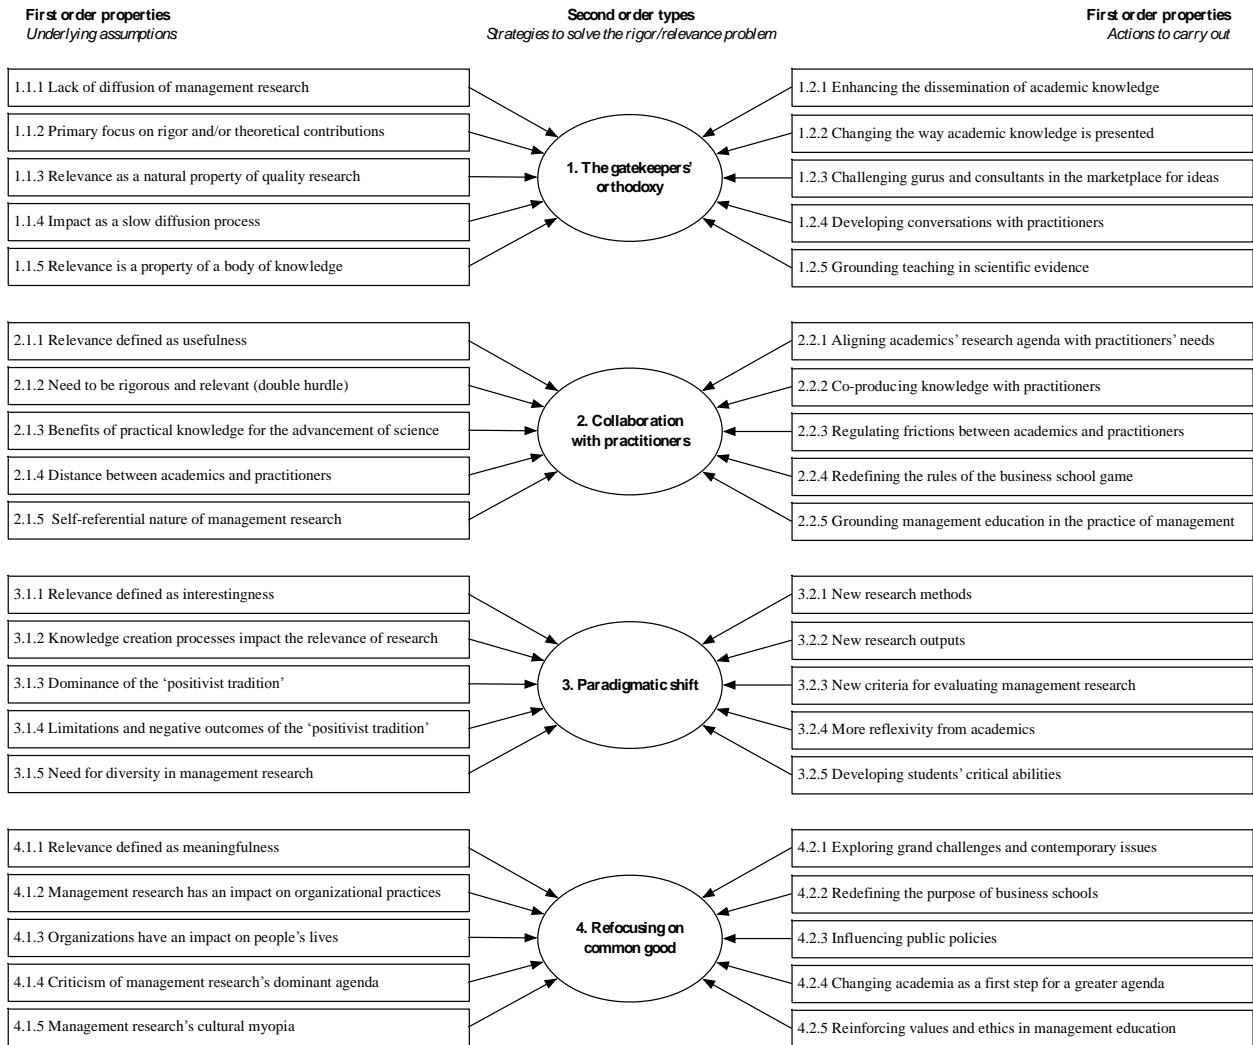 First order properties
Underlying assumptions
Second order types
Strategies to solve the rigor/relevance problem
First order properties
Actions to carry out
1.1.1 Lack of diffusion of management research
1.1.2 Primary focus on rigor and/or theoretical contributions
1.1.3 Relevance as a natural property of quality research
1.1.4 Impact as a slow diffusion process
1.1.5 Relevance is a property of a body of knowledge
1. The gatekeepers’
orthodoxy
1.2.1 Enhancing the dissemination of academic knowledge
1.2.2 Changing the way academic knowledge is presented
1.2.3 Challenging gurus and consultants in the marketplace for ideas
1.2.4 Developing conversations with practitioners
1.2.5 Grounding teaching in scientific evidence
2.1.1 Relevance defined as usefulness
2.1.2 Need to be rigorous and relevant (double hurdle)
2.1.3 Benefits of practical knowledge for the advancement of science
2.1.4 Distance between academics and practitioners
2.1.5 Self-referential nature of management research
2. Collaboration
with practitioners
2.2.1 Aligning academics’ research agenda with practitioners’ needs
2.2.2 Co-producing knowledge with practitioners
2.2.3 Regulating frictions between academics and practitioners
2.2.4 Redefining the rules of the business school game
2.2.5 Grounding management education in the practice of management
3.1.1 Relevance defined as interestingness
3.1.2 Knowledge creation processes impact the relevance of research
3.1.3 Dominance of the ‘positivist tradition’
3.1.4 Limitations and negative outcomes of the ‘positivist tradition’
3.1.5 Need for diversity in management research
3. Paradigmatic shift
3.2.1 New research methods
3.2.2 New research outputs
3.2.3 New criteria for evaluating management research
3.2.4 More reflexivity from academics
3.2.5 Developing students’ critical abilities
4.1.1 Relevance defined as meaningfulness
4.1.2 Management research has an impact on organizational practices
4.1.3 Organizations have an impact on people’s lives
4.1.4 Criticism of management research’s dominant agenda
4.1.5 Management research’s cultural myopia
4. Refocusing on
common good
4.2.1 Exploring grand challenges and contemporary issues
4.2.2 Redefining the purpose of business schools
4.2.3 Influencing public policies
4.2.4 Changing academia as a first step for a greater agenda
4.2.5 Reinforcing values and ethics in management education